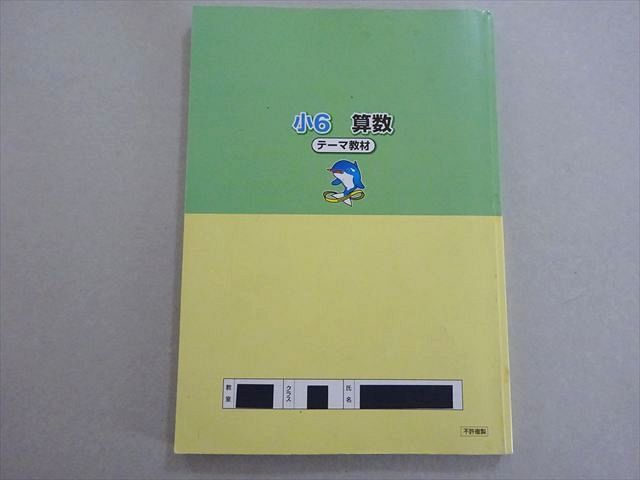 小6 算数
テーマ教材
教室 クラス 氏名
不許複製